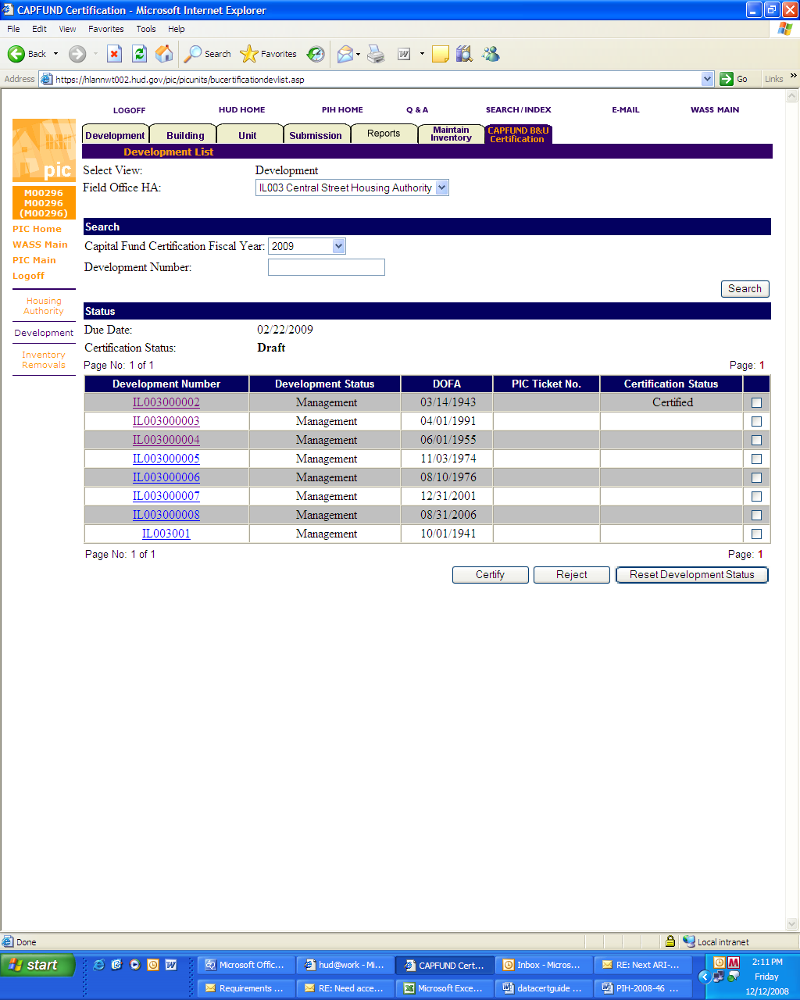 CAPFUND Certification - Microsoft Internet Explorer
File Edit View Favorites Tools Help
Back Search Favorites
Address https://hlannwt002.hud.gov/pic/picunits/bucertificationdevlist.asp Go Links »
LOGOFF HUD HOME PIH HOME Q & A SEARCH / INDEX E-MAIL WASS MAIN
Development Building Unit Submission Reports Maintain Inventory CAPFUND B&U Certification
Development List
pic
M00296
M00296
(M00296)
PIC Home
WASS Main
PIC Main
Logoff
Housing
Authority
Development
Inventory
Removals
Select View: Development
Field Office HA: IL003 Central Street Housing Authority
Search
Capital Fund Certification Fiscal Year: 2009
Development Number:
Search
Status
Due Date: 02/22/2009
Certification Status: Draft
Page No: 1 of 1 Page: 1
Development Number Development Status DOFA PIC Ticket No. Certification Status
IL003000002 Management 03/14/1943 Certified
IL003000003 Management 04/01/1991
IL003000004 Management 06/01/1955
IL003000005 Management 11/03/1974
IL003000006 Management 08/10/1976
IL003000007 Management 12/31/2001
IL003000008 Management 08/31/2006
IL003001 Management 10/01/1941
Page No: 1 of 1 Page: 1
Certify Reject Reset Development Status
Done Local intranet
start Microsoft Offic... hud@work - Mi... CAPFUND Cert... Inbox - Micros... RE: Next ARI-... 2:11 PM
Friday
Requirements ... RE: Need acce... Microsoft Exce... datacertguide ... PIH-2008-46 ... 12/12/2008